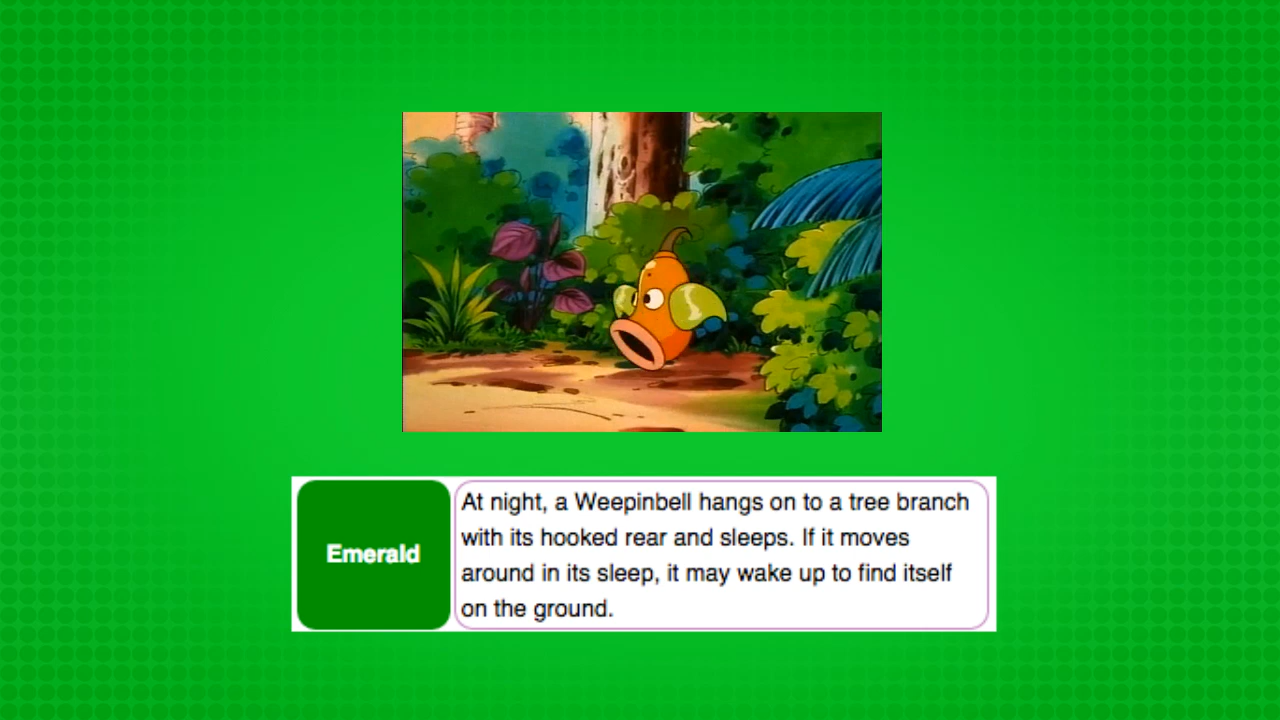 Emerald
At night, a Weepinbell hangs on to a tree branch
with its hooked rear and sleeps. If it moves
around in its sleep, it may wake up to find itself
on the ground.